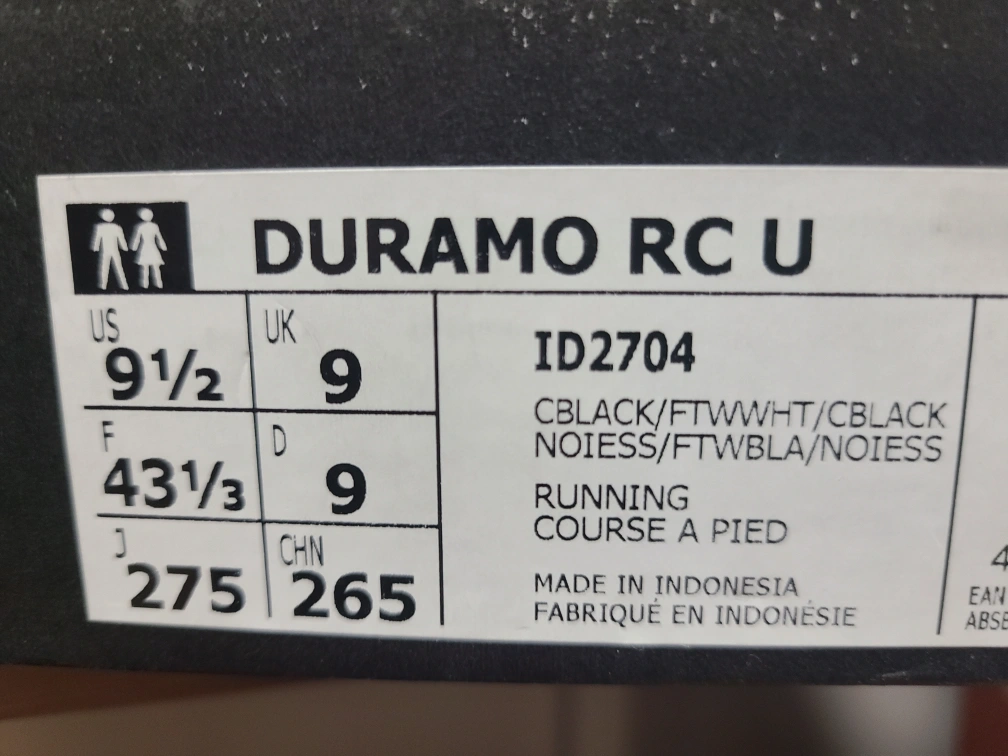 DURAMO RC U
US 9½ UK 9
F 43⅓ D 9
J 275 CHN 265
ID2704
CBLACK/FTWWHT/CBLACK
NOIESS/FTWBLA/NOIESS
RUNNING
COURSE A PIED
MADE IN INDONESIA
FABRIQUÉ EN INDONÉSIE
4
EAN